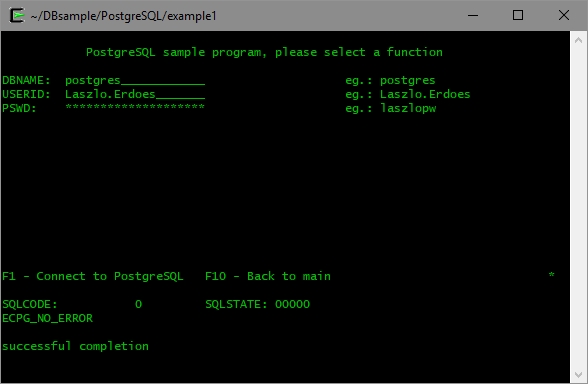 ~/DBsample/PostgreSQL/example1
PostgreSQL sample program, please select a function
DBNAME: postgres____________ eg.: postgres
USERID: Laszlo.Erdoes_______ eg.: Laszlo.Erdoes
PSWD: ******************** eg.: laszlopw
F1 - Connect to PostgreSQL F10 - Back to main *
SQLCODE: 0 SQLSTATE: 00000
ECPG_NO_ERROR
successful completion